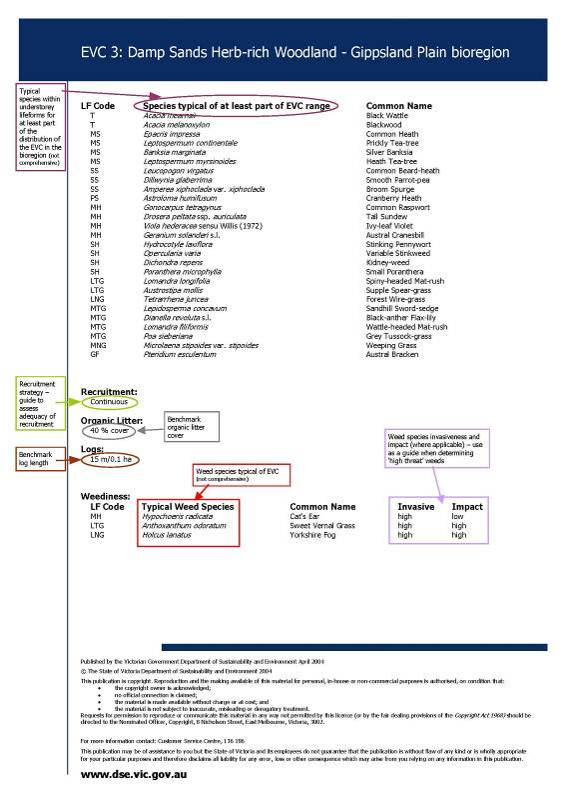 EVC 3: Damp Sands Herb-rich Woodland - Gippsland Plain bioregion
Typical
species within
understorey
lifeforms for
at least part
of the
distribution of
the EVC in the
bioregion (not
comprehensive)
LF Code Species typical of at least part of EVC range Common Name
T Acacia mearnsii Black Wattle
T Acacia melanoxylon Blackwood
MS Epacris impressa Common Heath
MS Leptospermum continentale Prickly Tea-tree
MS Banksia marginata Silver Banksia
MS Leptospermum myrsinoides Heath Tea-tree
SS Leucopogon virgatus Common Beard-heath
SS Dillwynia glaberrima Smooth Parrot-pea
SS Amperea xiphoclada var. xiphoclada Broom Spurge
PS Astroloma humifusum Cranberry Heath
MH Gonocarpus tetragynus Common Raspwort
MH Drosera peltata ssp. auriculata Tall Sundew
MH Viola hederacea sensu Willis (1972) Ivy-leaf Violet
MH Geranium solanderi s.l. Austral Cranesbill
SH Hydrocotyle laxiflora Stinking Pennywort
SH Opercularia varia Variable Stinkweed
SH Dichondra repens Kidney-weed
SH Poranthera microphylla Small Poranthera
LTG Lomandra longifolia Spiny-headed Mat-rush
LTG Austrostipa mollis Supple Spear-grass
LNG Tetrarrhena juncea Forest Wire-grass
MTG Lepidosperma concavum Sandhill Sword-sedge
MTG Dianella revoluta s.l. Black-anther Flax-lily
MTG Lomandra filiformis Wattle-headed Mat-rush
MTG Poa sieberiana Grey Tussock-grass
MNG Microlaena stipoides var. stipoides Weeping Grass
GF Pteridium esculentum Austral Bracken
Recruitment
strategy –
guide to
assess
adequacy of
recruitment
Recruitment:
Continuous
Organic Litter:
40 % cover
Benchmark
organic litter
cover
Benchmark
log length
Logs:
15 m/0.1 ha
Weed species invasiveness and
impact (where applicable) – use
as a guide when determining
'high threat' weeds
Weed species typical of EVC
(not comprehensive)
Weediness:
LF Code Typical Weed Species Common Name Invasive Impact
MH Hypochoeris radicata Cat's Ear high low
LTG Anthoxanthum odoratum Sweet Vernal Grass high high
LNG Holcus lanatus Yorkshire Fog high high
Published by the Victorian Government Department of Sustainability and Environment April 2004
© The State of Victoria Department of Sustainability and Environment 2004
This publication is copyright. Reproduction and the making available of this material for personal, in-house or non-commercial purposes is authorised, on condition that:
• the copyright owner is acknowledged;
• no official connection is claimed;
• the material is made available without charge or at cost; and
• the material is not subject to inaccurate, misleading or derogatory treatment.
Requests for permission to reproduce or communicate this material in any way not permitted by this licence (or by the fair dealing provisions of the Copyright Act 1968) should be
directed to the Nominated Officer, Copyright, 8 Nicholson Street, East Melbourne, Victoria, 3002.
For more information contact: Customer Service Centre, 136 186
This publication may be of assistance to you but the State of Victoria and its employees do not guarantee that the publication is without flaw of any kind or is wholly appropriate
for your particular purposes and therefore disclaims all liability for any error, loss or other consequence which may arise from you relying on any information in this publication.
www.dse.vic.gov.au